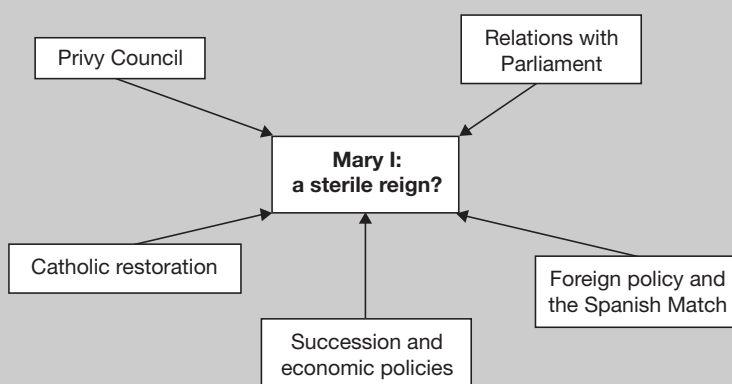 Privy Council
Relations with
Parliament
Mary I:
a sterile reign?
Catholic restoration
Foreign policy and
the Spanish Match
Succession and
economic policies